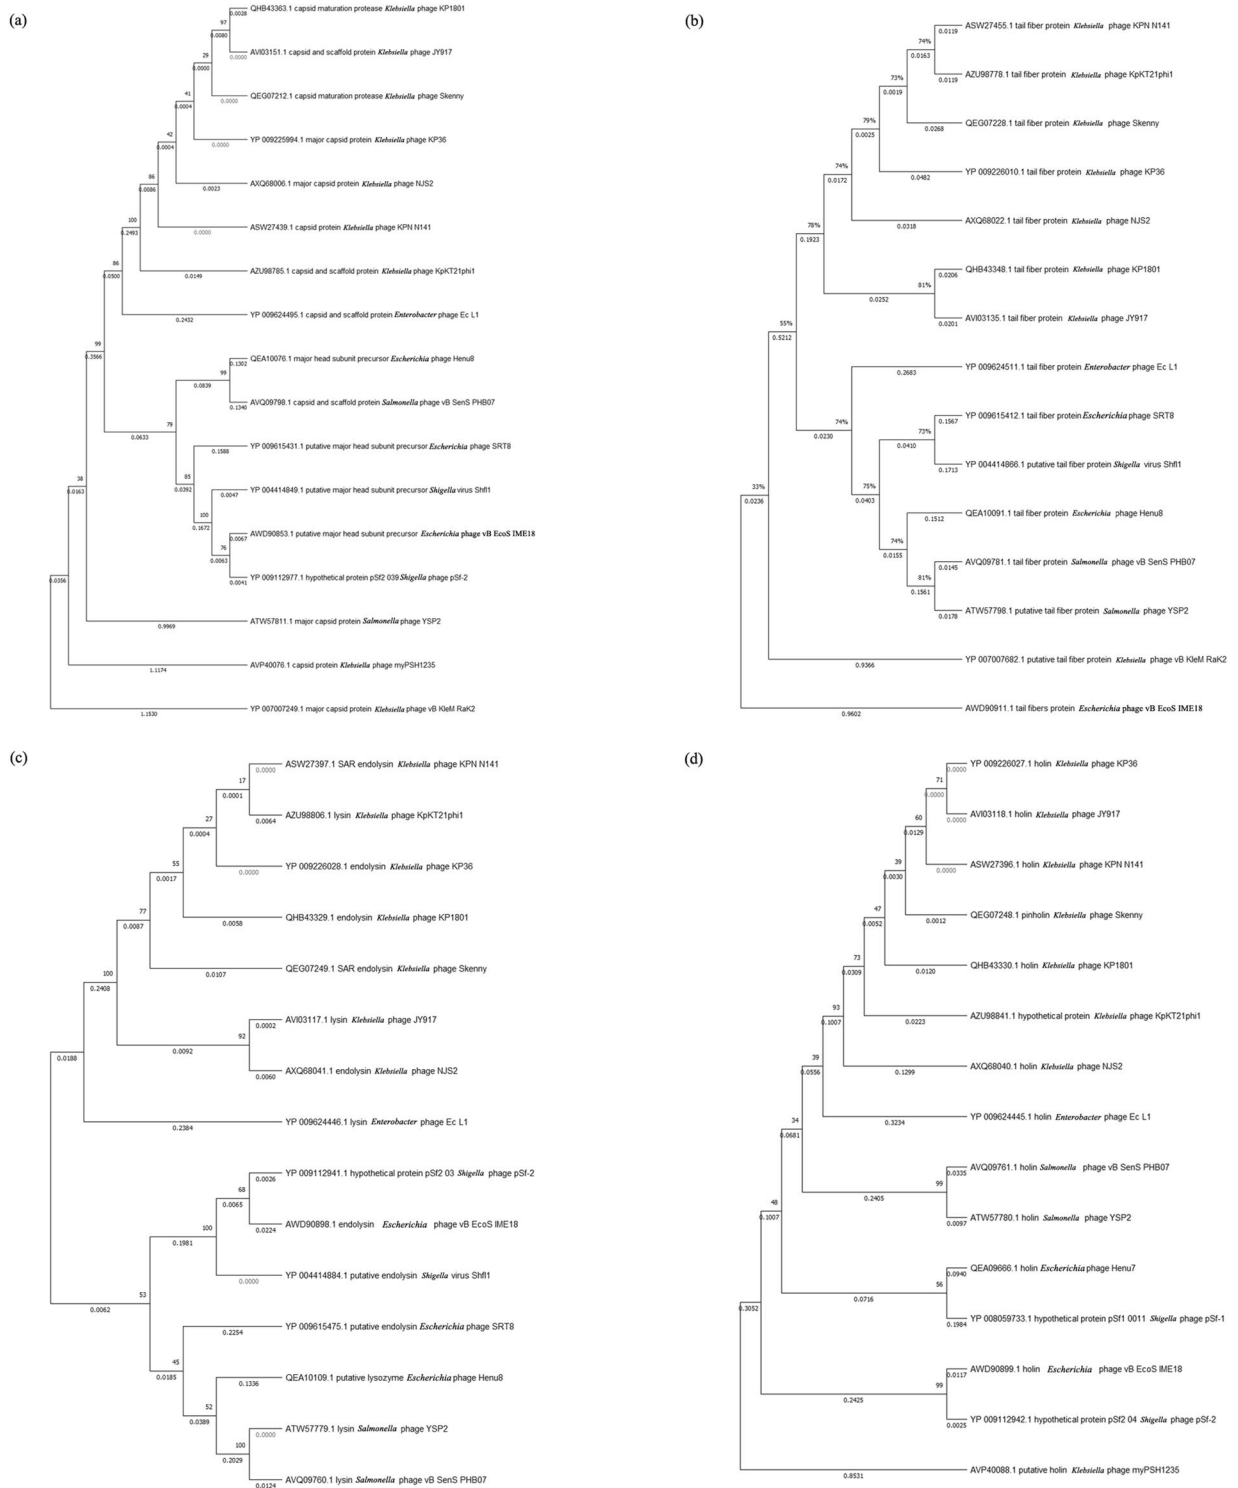 (a)
QHB43363.1 capsid maturation protease Klebsiella phage KP1801
97
0.0028
0.0080
AVI03151.1 capsid and scaffold protein Klebsiella phage JY917
29
0.0000
0.0000
QEG07212.1 capsid maturation protease Klebsiella phage Skenny
41
0.0000
0.0004
YP 009225994.1 major capsid protein Klebsiella phage KP36
42
0.0000
0.0004
AXQ68006.1 major capsid protein Klebsiella phage NJS2
86
0.0023
0.0086
ASW27439.1 capsid protein Klebsiella phage KPN N141
100
0.0000
0.2493
AZU98785.1 capsid and scaffold protein Klebsiella phage KpKT21phi1
86
0.0149
0.0500
YP 009624495.1 capsid and scaffold protein Enterobacter phage Ec L1
0.2432
99
0.3566
QEA10076.1 major head subunit precursor Escherichia phage Henu8
0.1302
99
0.0839
AVQ09798.1 capsid and scaffold protein Salmonella phage vB SenS PHB07
0.1340
79
0.0633
YP 009615431.1 putative major head subunit precursor Escherichia phage SRT8
0.1588
85
0.0392
YP 004414849.1 putative major head subunit precursor Shigella virus Shfl1
0.0047
38
0.0163
100
0.1672
AWD90853.1 putative major head subunit precursor Escherichia phage vB EcoS IME18
0.0067
76
0.0063
YP 009112977.1 hypothetical protein pSf2 039 Shigella phage pSf-2
0.0041
0.0356
ATW57811.1 major capsid protein Salmonella phage YSP2
0.9969
AVP40076.1 capsid protein Klebsiella phage myPSH1235
1.1174
YP 007007249.1 major capsid protein Klebsiella phage vB KleM RaK2
1.1530
(b)
ASW27455.1 tail fiber protein Klebsiella phage KPN N141
0.0119
74%
0.0163
AZU98778.1 tail fiber protein Klebsiella phage KpKT21phi1
0.0119
73%
0.0019
QEG07228.1 tail fiber protein Klebsiella phage Skenny
0.0268
79%
0.0025
YP 009226010.1 tail fiber protein Klebsiella phage KP36
0.0482
74%
0.0172
AXQ68022.1 tail fiber protein Klebsiella phage NJS2
0.0318
78%
0.1923
QHB43348.1 tail fiber protein Klebsiella phage KP1801
0.0206
81%
0.0252
AVI03135.1 tail fiber protein Klebsiella phage JY917
0.0201
55%
0.5212
YP 009624511.1 tail fiber protein Enterobacter phage Ec L1
0.2683
74%
0.0230
YP 009615412.1 tail fiber protein Escherichia phage SRT8
0.1567
73%
0.0410
YP 004414866.1 putative tail fiber protein Shigella virus Shfl1
0.1713
75%
0.0403
QEA10091.1 tail fiber protein Escherichia phage Henu8
0.1512
74%
0.0155
AVQ09781.1 tail fiber protein Salmonella phage vB SenS PHB07
0.0145
81%
0.1561
ATW57798.1 putative tail fiber protein Salmonella phage YSP2
0.0178
33%
0.0236
YP 007007682.1 putative tail fiber protein Klebsiella phage vB KleM RaK2
0.9366
AWD90911.1 tail fibers protein Escherichia phage vB EcoS IME18
0.9602
(c)
ASW27397.1 SAR endolysin Klebsiella phage KPN N141
0.0000
17
0.0001
AZU98806.1 lysin Klebsiella phage KpKT21phi1
0.0064
27
0.0004
YP 009226028.1 endolysin Klebsiella phage KP36
0.0000
55
0.0017
QHB43329.1 endolysin Klebsiella phage KP1801
0.0058
77
0.0087
QEG07249.1 SAR endolysin Klebsiella phage Skenny
0.0107
100
0.2408
AVI03117.1 lysin Klebsiella phage JY917
0.0002
92
0.0092
AXQ68041.1 endolysin Klebsiella phage NJS2
0.0060
0.0188
YP 009624446.1 lysin Enterobacter phage Ec L1
0.2384
YP 009112941.1 hypothetical protein pSf2 03 Shigella phage pSf-2
0.0026
68
0.0065
AWD90898.1 endolysin Escherichia phage vB EcoS IME18
0.0224
100
0.1981
YP 004414884.1 putative endolysin Shigella virus Shfl1
0.0000
53
0.0062
YP 009615475.1 putative endolysin Escherichia phage SRT8
0.2254
45
0.0185
QEA10109.1 putative lysozyme Escherichia phage Henu8
0.1336
52
0.0389
ATW57779.1 lysin Salmonella phage YSP2
0.0000
100
0.2029
AVQ09760.1 lysin Salmonella phage vB SenS PHB07
0.0124
(d)
YP 009226027.1 holin Klebsiella phage KP36
0.0000
71
0.0000
AVI03118.1 holin Klebsiella phage JY917
0.0000
60
0.0129
ASW27396.1 holin Klebsiella phage KPN N141
0.0000
39
0.0030
QEG07248.1 pinholin Klebsiella phage Skenny
0.0012
47
0.0052
QHB43330.1 holin Klebsiella phage KP1801
0.0120
73
0.0309
AZU98841.1 hypothetical protein Klebsiella phage KpKT21phi1
0.0223
93
0.1007
AXQ68040.1 holin Klebsiella phage NJS2
0.1299
39
0.0556
YP 009624445.1 holin Enterobacter phage Ec L1
0.3234
34
0.0681
AVQ09761.1 holin Salmonella phage vB SenS PHB07
0.0335
99
0.2405
ATW57780.1 holin Salmonella phage YSP2
0.0097
48
0.1007
QEA09666.1 holin Escherichia phage Henu7
0.0940
56
0.0716
YP 008059733.1 hypothetical protein pSf1 0011 Shigella phage pSf-1
0.1984
0.3052
AWD90899.1 holin Escherichia phage vB EcoS IME18
0.0117
99
0.2425
YP 009112942.1 hypothetical protein pSf2 04 Shigella phage pSf-2
0.0025
AVP40088.1 putative holin Klebsiella phage myPSH1235
0.8531